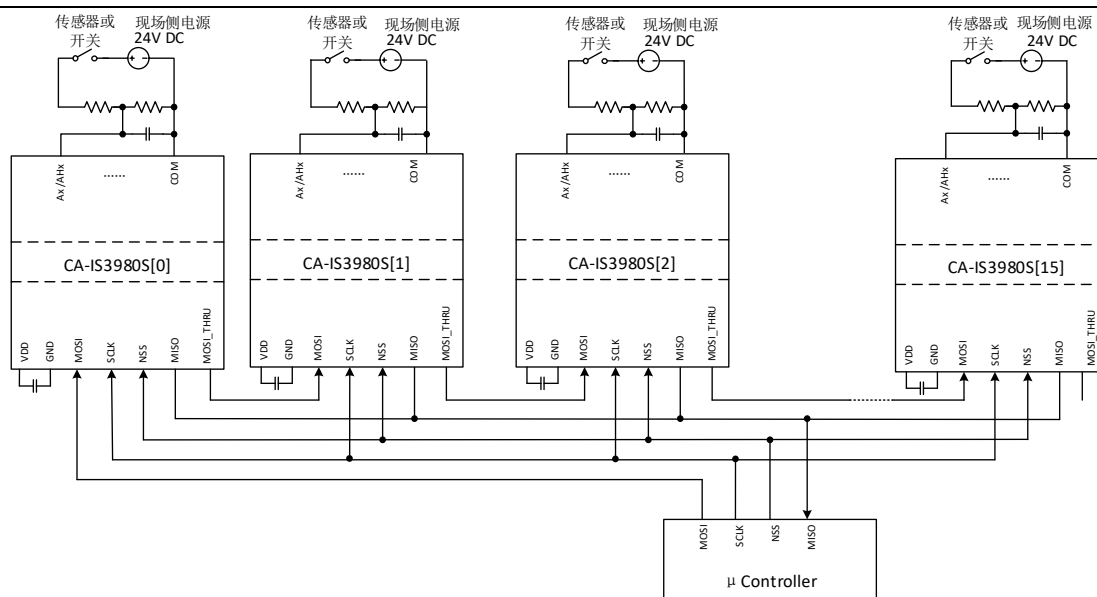 传感器或 现场侧电源
开关 24V DC
传感器或 现场侧电源
开关 24V DC
传感器或 现场侧电源
开关 24V DC
传感器或 现场侧电源
开关 24V DC
Ax/AHx
......
COM
Ax/AHx
......
COM
Ax/AHx
......
COM
Ax/AHx
......
COM
CA-IS3980S[0]
CA-IS3980S[1]
CA-IS3980S[2]
CA-IS3980S[15]
VDD
GND
MOSI
SCLK
NSS
MISO
MOSI_THRU
VDD
GND
MOSI
SCLK
NSS
MISO
MOSI_THRU
VDD
GND
MOSI
SCLK
NSS
MISO
MOSI_THRU
VDD
GND
MOSI
SCLK
NSS
MISO
MOSI_THRU
MOSI
SCLK
NSS
MISO
μ Controller